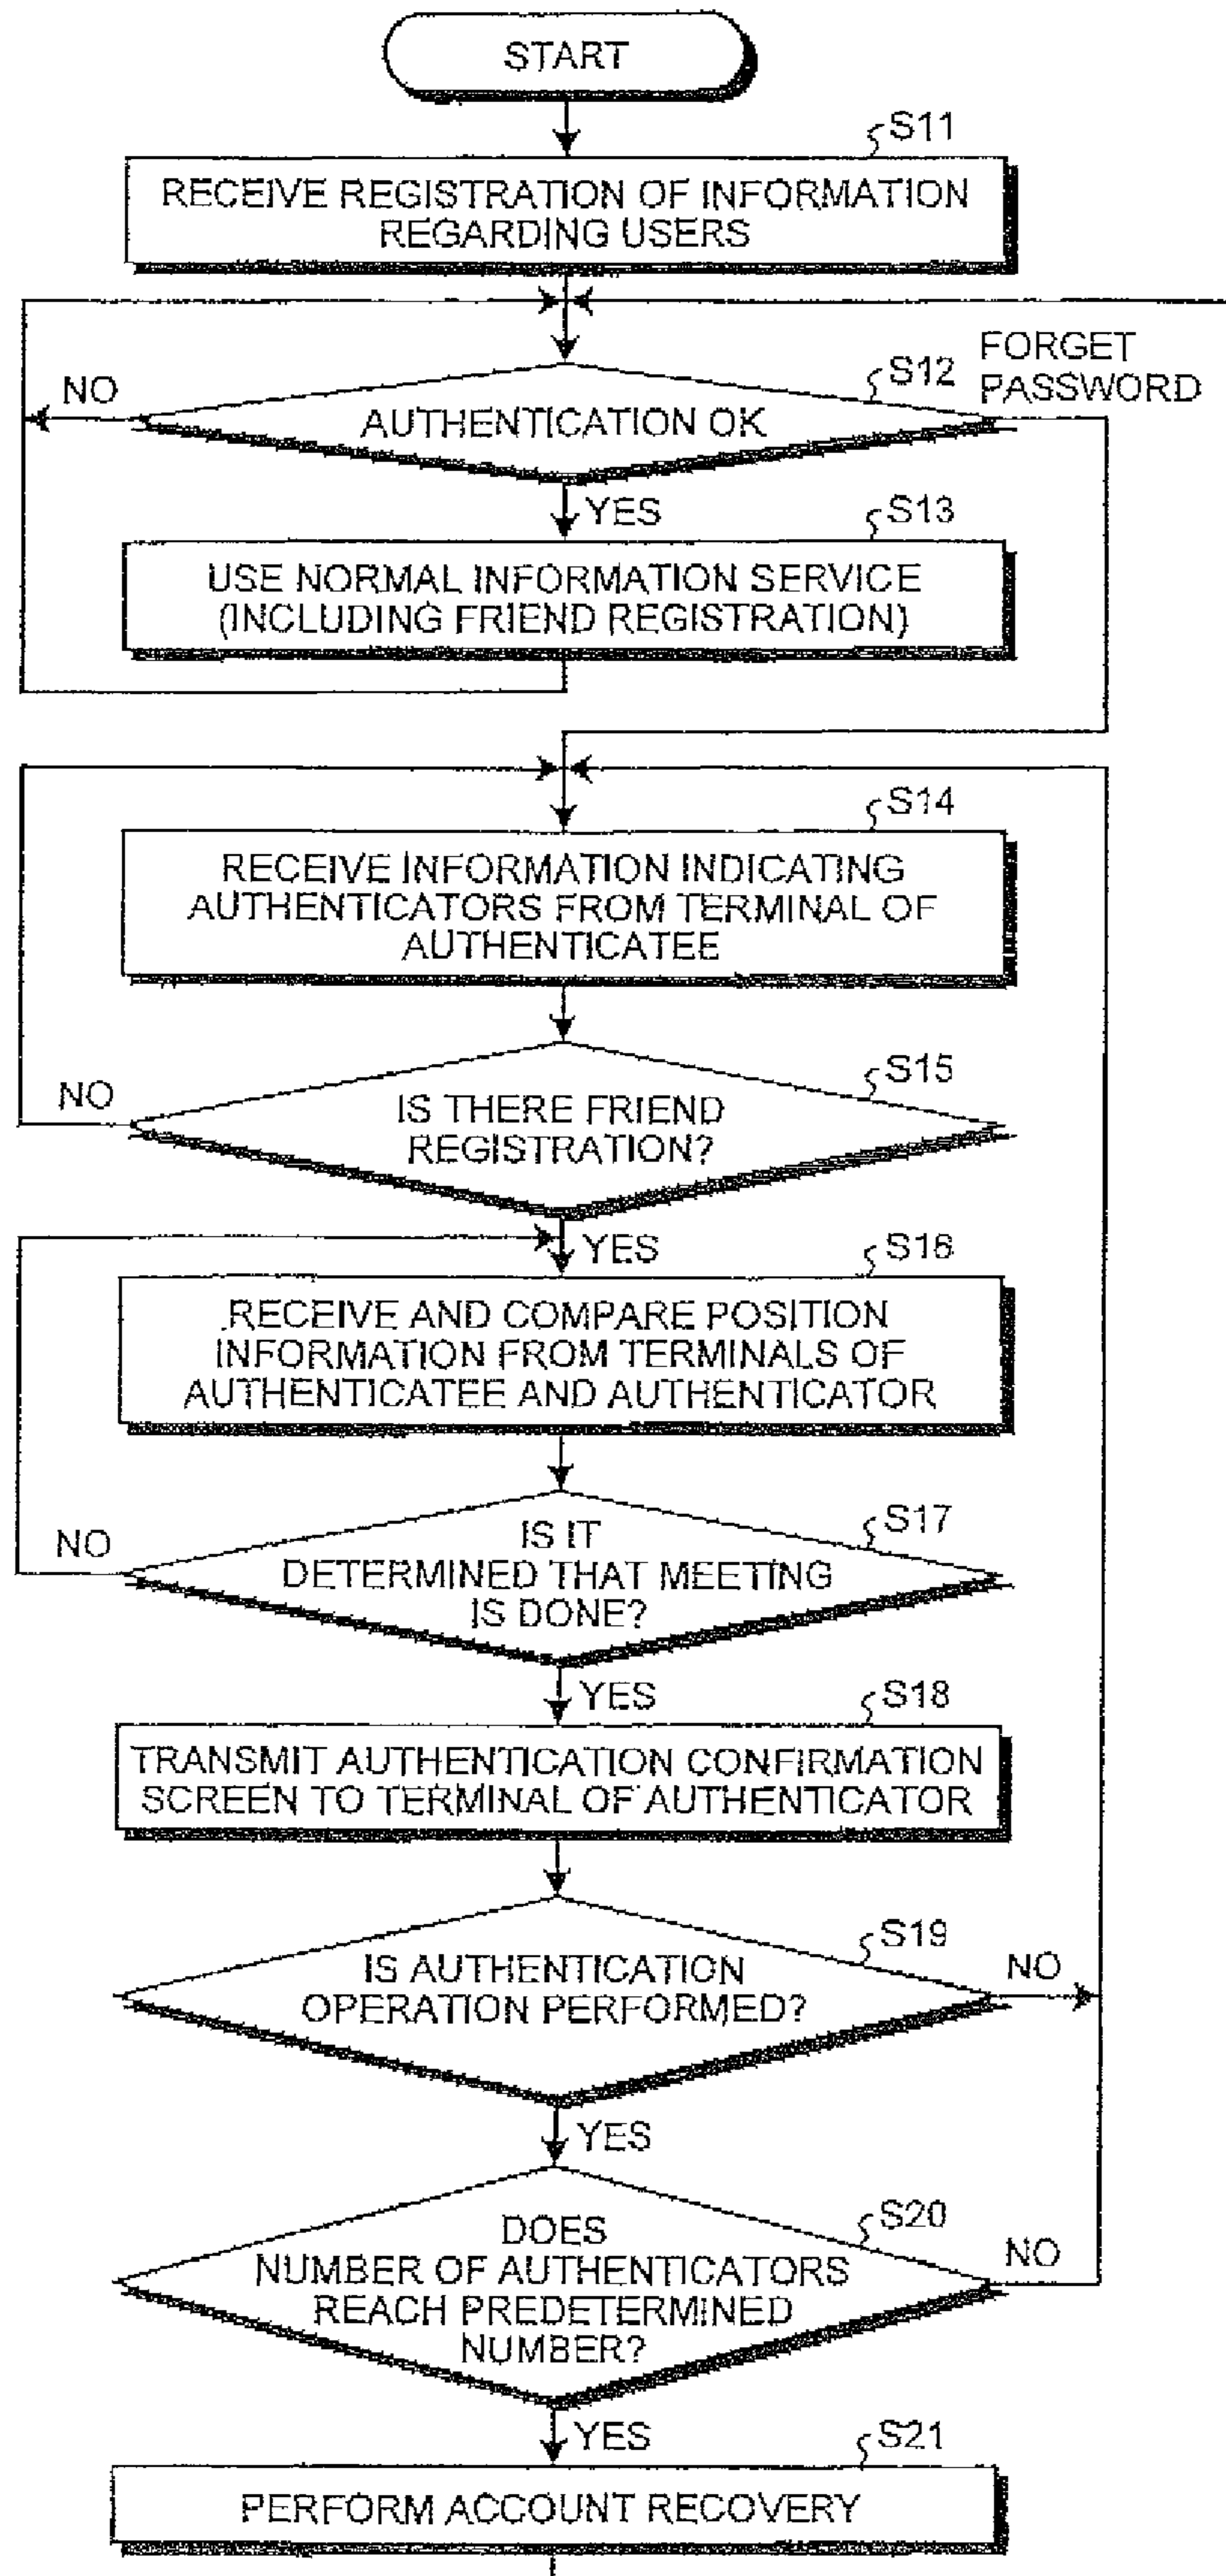 START
S11
RECEIVE REGISTRATION OF INFORMATION
REGARDING USERS
FORGET
PASSWORD
S12
NO
AUTHENTICATION OK
YES
S13
USE NORMAL INFORMATION SERVICE
(INCLUDING FRIEND REGISTRATION)
S14
RECEIVE INFORMATION INDICATING
AUTHENTICATORS FROM TERMINAL OF
AUTHENTICATEE
S15
NO
IS THERE FRIEND
REGISTRATION?
YES
S16
RECEIVE AND COMPARE POSITION
INFORMATION FROM TERMINALS OF
AUTHENTICATEE AND AUTHENTICATOR
S17
NO
IS IT
DETERMINED THAT MEETING
IS DONE?
YES
S18
TRANSMIT AUTHENTICATION CONFIRMATION
SCREEN TO TERMINAL OF AUTHENTICATOR
S19
NO
IS AUTHENTICATION
OPERATION PERFORMED?
YES
S20
NO
DOES
NUMBER OF AUTHENTICATORS
REACH PREDETERMINED
NUMBER?
YES
S21
PERFORM ACCOUNT RECOVERY